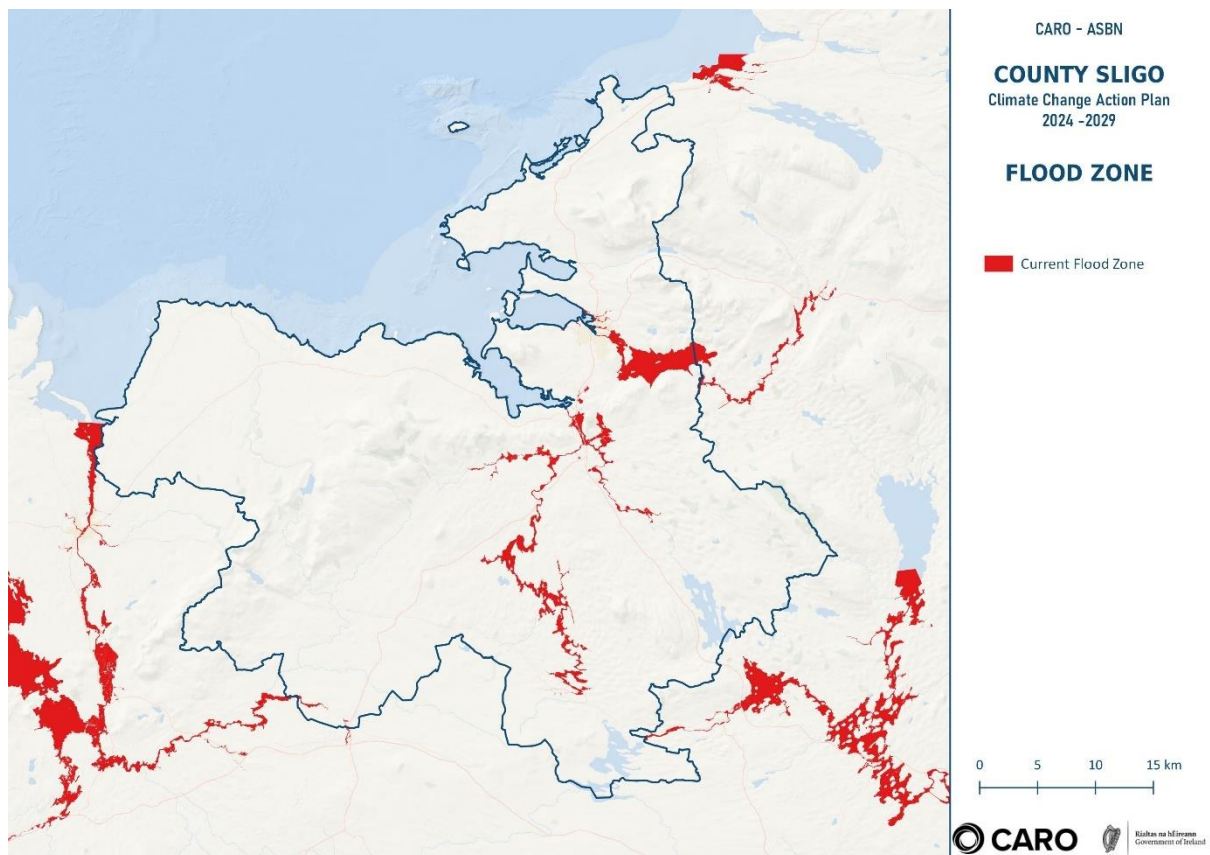 CARO - ASBN
COUNTY SLIGO
Climate Change Action Plan
2024 -2029
FLOOD ZONE
Current Flood Zone
0 5 10 15 km
CARO
Rialtas na hÉireann
Government of Ireland